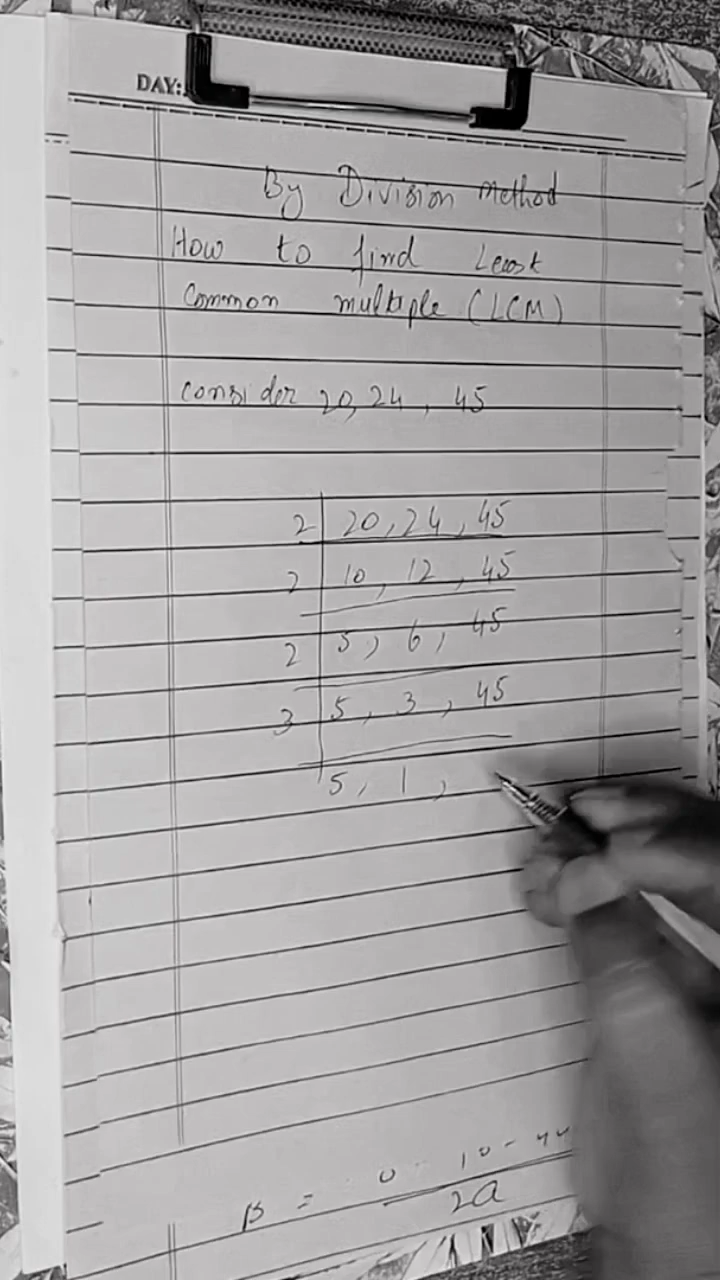 DAY:
By Division Method
How to find Least
Common multiple (LCM)
Consider 20, 24, 45
2 | 20, 24, 45
2 | 10, 12, 45
2 | 5, 6, 45
3 | 5, 3, 45
5, 1,
2a